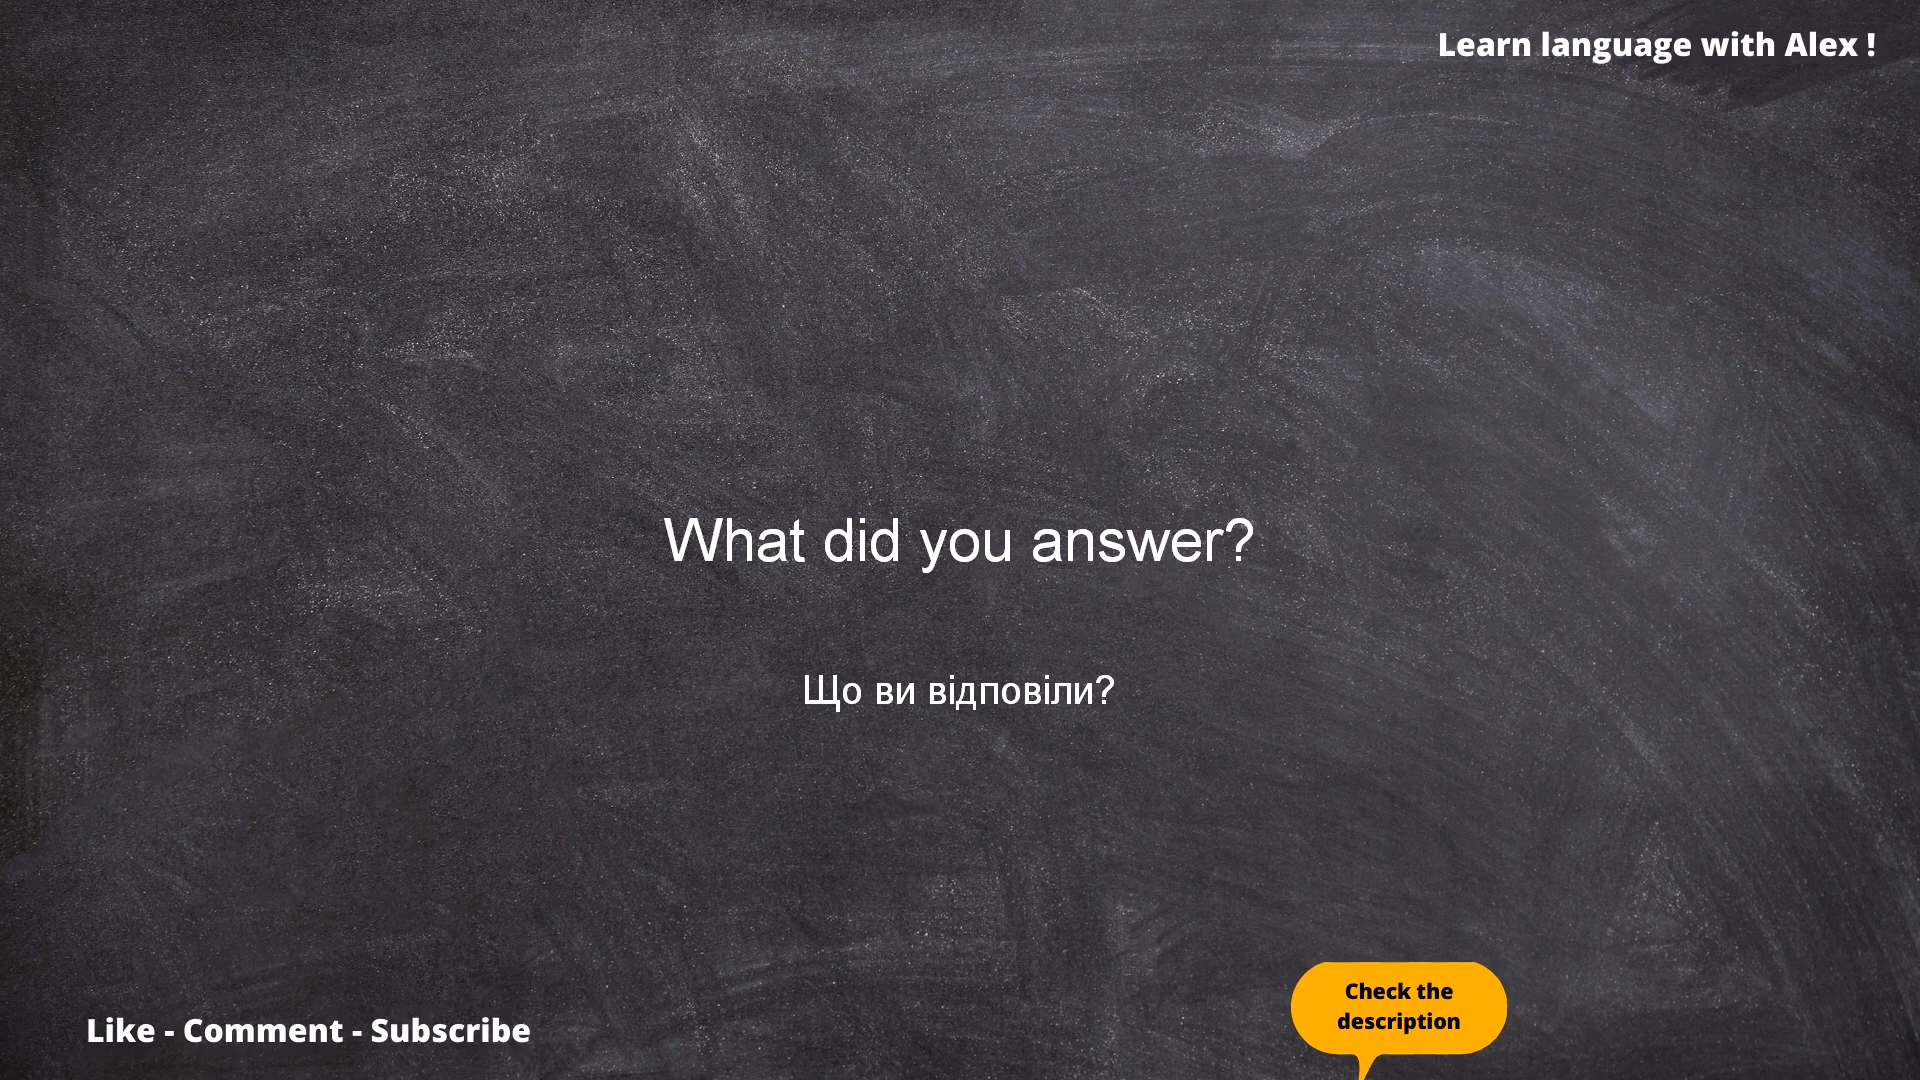 Learn language with Alex !
What did you answer?
Що ви відповіли?
Check the
description
Like - Comment - Subscribe